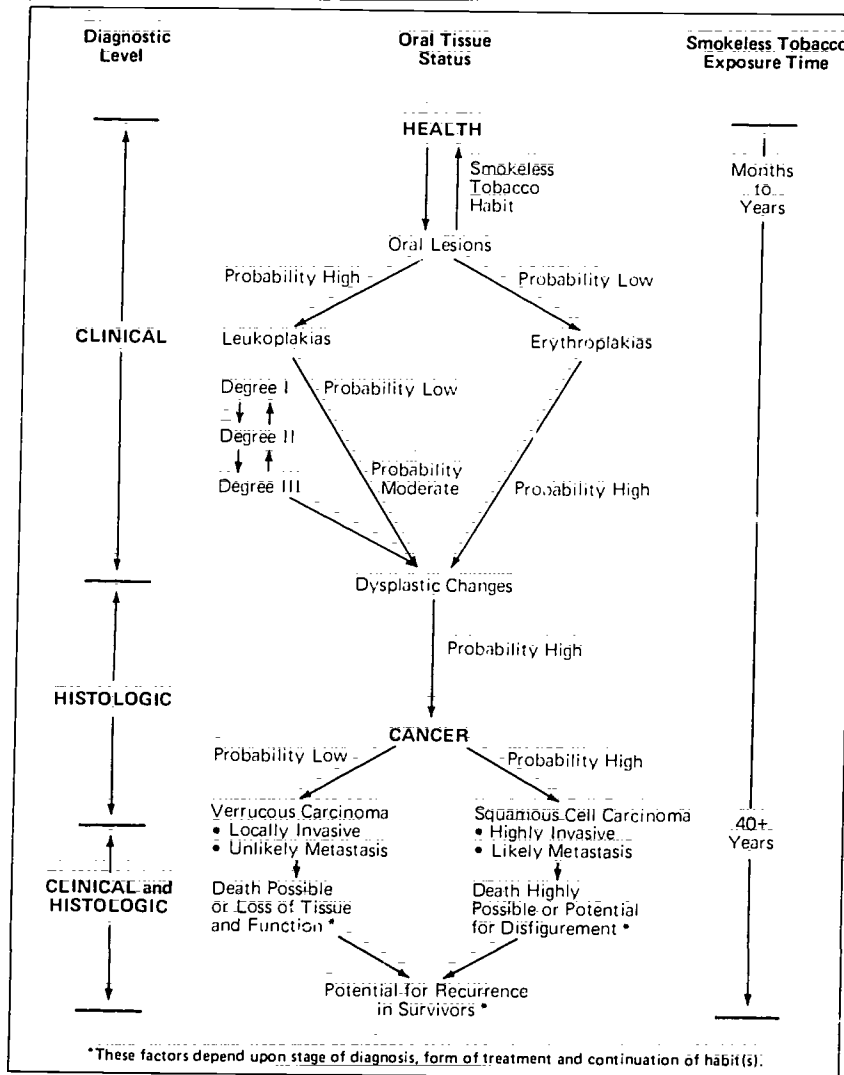 Diagnostic Level
Oral Tissue Status
Smokeless Tobacco Exposure Time
HEALTH
Smokeless
Tobacco
Habit
Months
to
Years
Oral Lesions
Probability High
Probability Low
CLINICAL
Leukoplakias
Erythroplakias
Degree I
Probability Low
Degree II
Degree III
Probability
Moderate
Probability High
Dysplastic Changes
Probability High
HISTOLOGIC
CANCER
Probability Low
Probability High
Verrucous Carcinoma
• Locally Invasive
• Unlikely Metastasis
Squamous Cell Carcinoma
• Highly Invasive
• Likely Metastasis
40+
Years
CLINICAL and
HISTOLOGIC
Death Possible
or Loss of Tissue
and Function *
Death Highly
Possible or Potential
for Disfigurement *
Potential for Recurrence
in Survivors *
*These factors depend upon stage of diagnosis, form of treatment and continuation of habit(s).